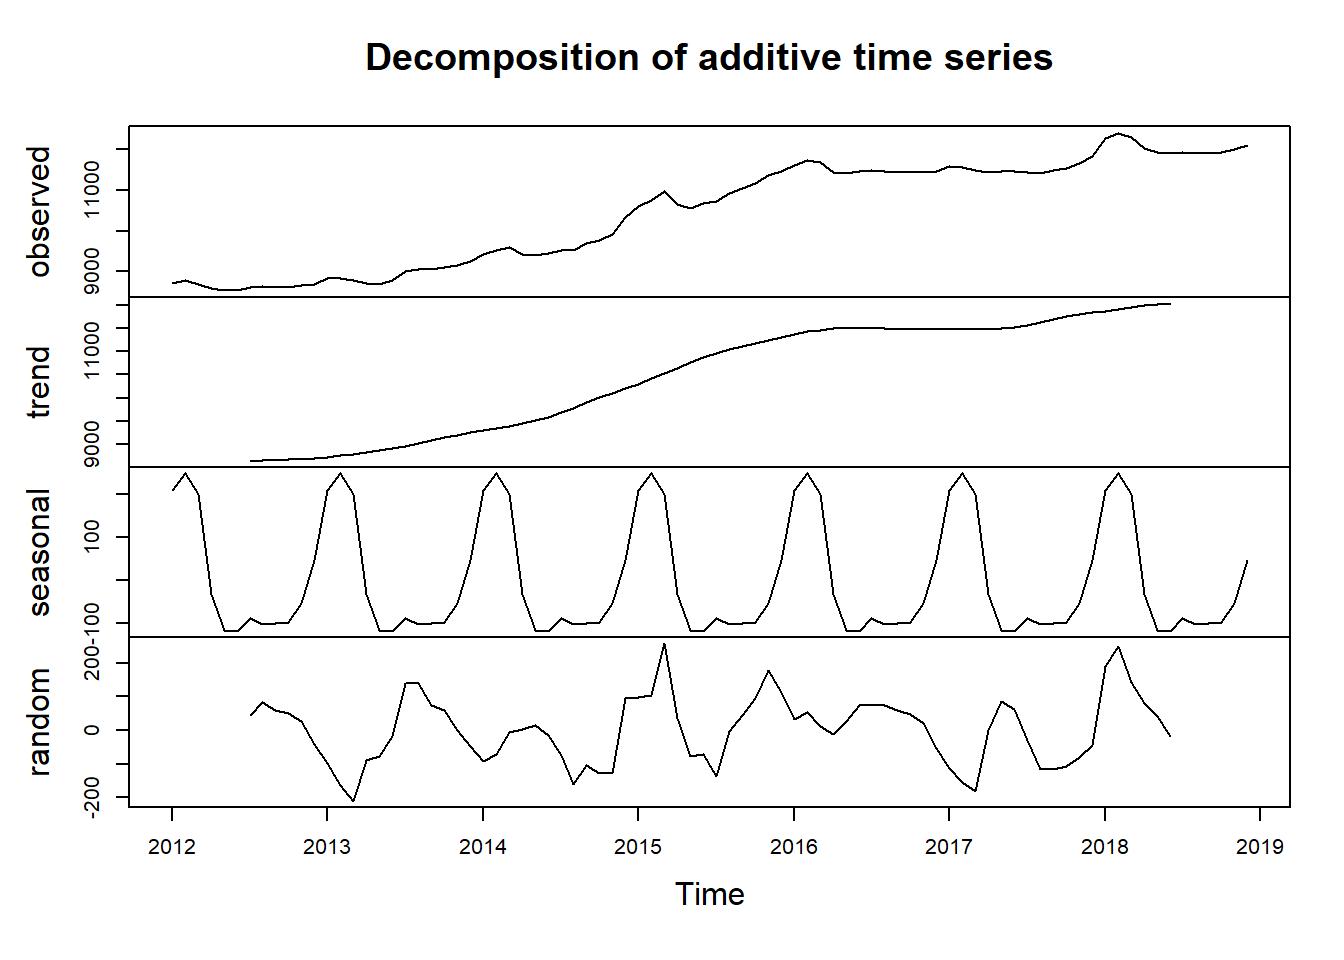 Decomposition of additive time series
observed
9000 11000
trend
9000 11000
seasonal
-100 100
random
-200 0 200
2012 2013 2014 2015 2016 2017 2018 2019
Time